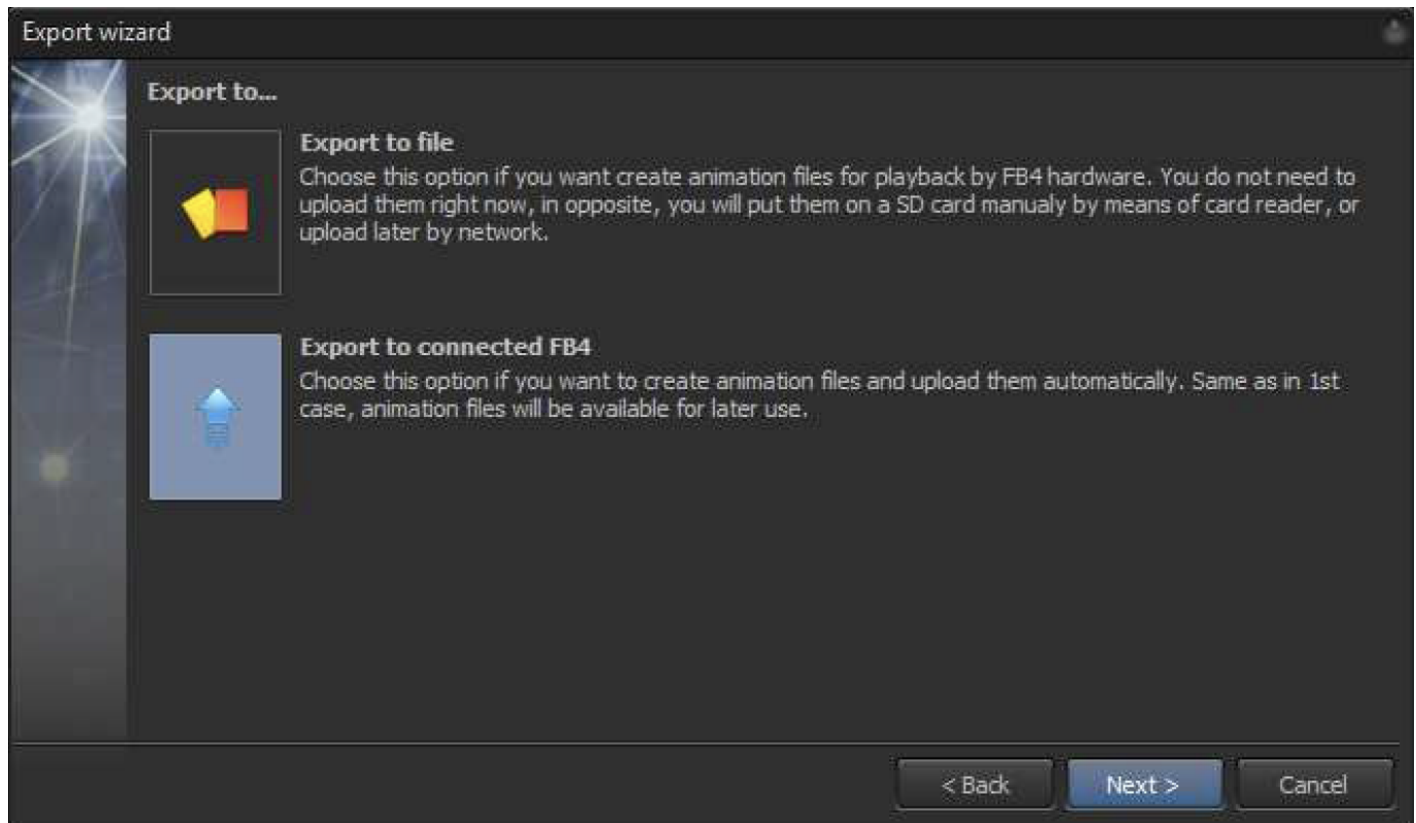 Export wizard
Export to...
Export to file
Choose this option if you want create animation files for playback by FB4 hardware. You do not need to
upload them right now, in opposite, you will put them on a SD card manualy by means of card reader, or
upload later by network.
Export to connected FB4
Choose this option if you want to create animation files and upload them automatically. Same as in 1st
case, animation files will be available for later use.
< Back
Next >
Cancel